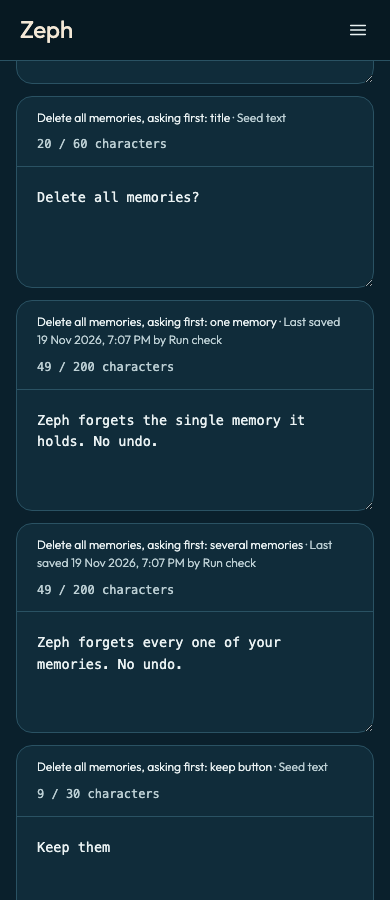 Zeph
Delete all memories, asking first: title · Seed text
20 / 60 characters
Delete all memories?
Delete all memories, asking first: one memory · Last saved
19 Nov 2026, 7:07 PM by Run check
49 / 200 characters
Zeph forgets the single memory it
holds. No undo.
Delete all memories, asking first: several memories · Last
saved 19 Nov 2026, 7:07 PM by Run check
49 / 200 characters
Zeph forgets every one of your
memories. No undo.
Delete all memories, asking first: keep button · Seed text
9 / 30 characters
Keep them